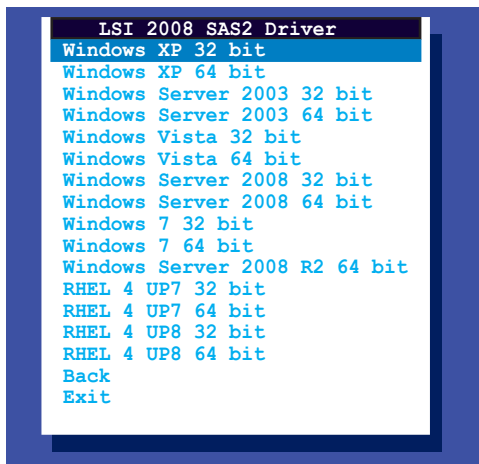 LSI 2008 SAS2 Driver
Windows XP 32 bit
Windows XP 64 bit
Windows Server 2003 32 bit
Windows Server 2003 64 bit
Windows Vista 32 bit
Windows Vista 64 bit
Windows Server 2008 32 bit
Windows Server 2008 64 bit
Windows 7 32 bit
Windows 7 64 bit
Windows Server 2008 R2 64 bit
RHEL 4 UP7 32 bit
RHEL 4 UP7 64 bit
RHEL 4 UP8 32 bit
RHEL 4 UP8 64 bit
Back
Exit